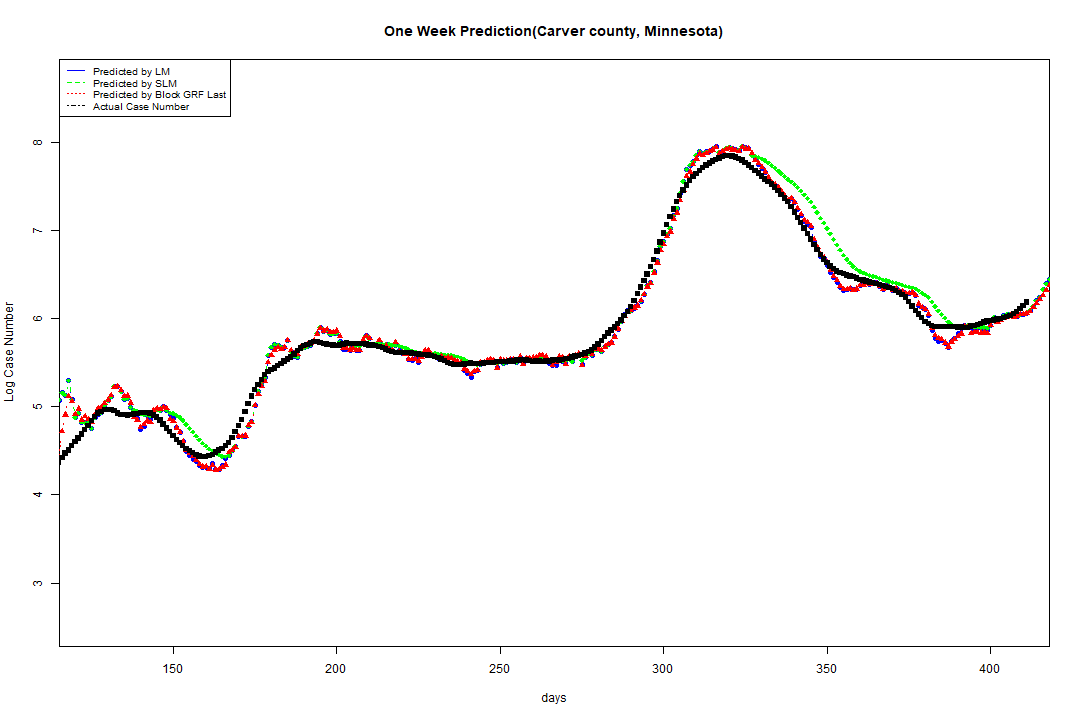 One Week Prediction(Carver county, Minnesota)
Predicted by LM
Predicted by SLM
Predicted by Block GRF Last
Actual Case Number
8
7
6
5
4
3
Log Case Number
150 200 250 300 350 400
days